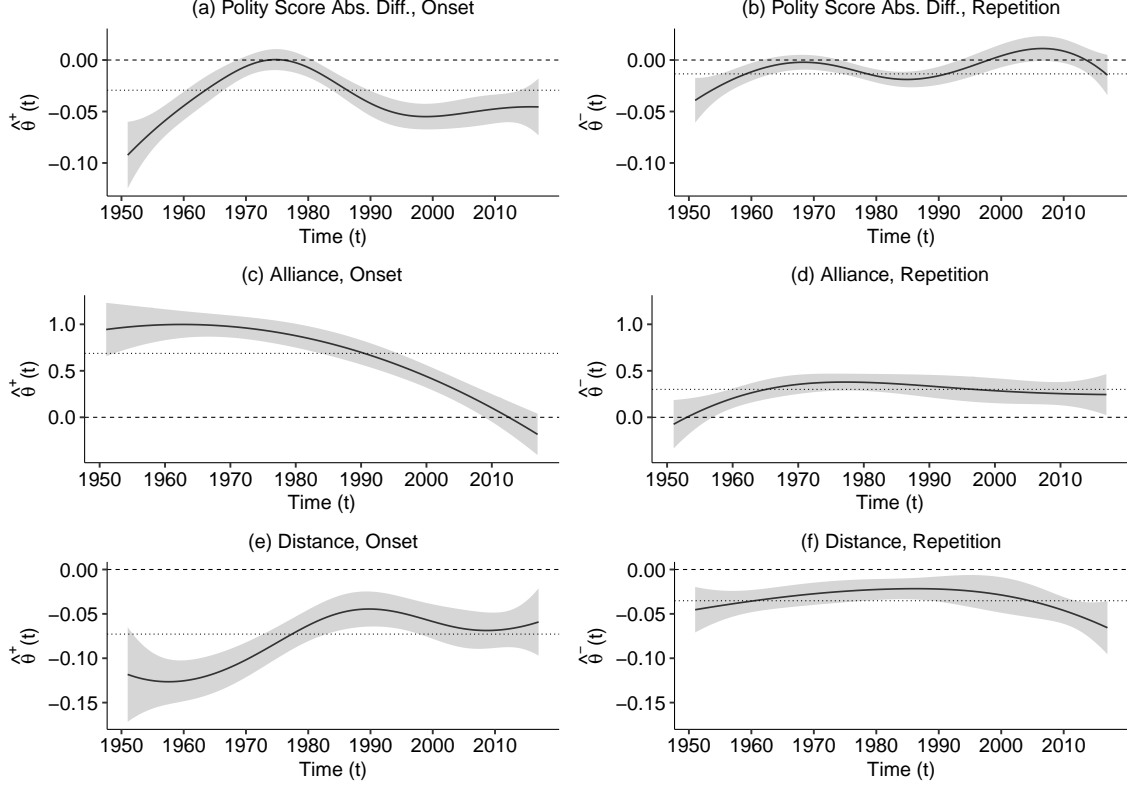 (a) Polity Score Abs. Diff., Onset
0.00
−0.05
−0.10
θ̂⁺(t)
1950 1960 1970 1980 1990 2000 2010
Time (t)
(b) Polity Score Abs. Diff., Repetition
0.00
−0.05
−0.10
θ̂⁻(t)
1950 1960 1970 1980 1990 2000 2010
Time (t)
(c) Alliance, Onset
1.0
0.5
0.0
θ̂⁺(t)
1950 1960 1970 1980 1990 2000 2010
Time (t)
(d) Alliance, Repetition
1.0
0.5
0.0
θ̂⁻(t)
1950 1960 1970 1980 1990 2000 2010
Time (t)
(e) Distance, Onset
0.00
−0.05
−0.10
−0.15
θ̂⁺(t)
1950 1960 1970 1980 1990 2000 2010
Time (t)
(f) Distance, Repetition
0.00
−0.05
−0.10
−0.15
θ̂⁻(t)
1950 1960 1970 1980 1990 2000 2010
Time (t)